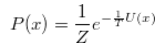 P(x) = \frac{1}{Z} e^{-\frac{1}{T} U(x)}